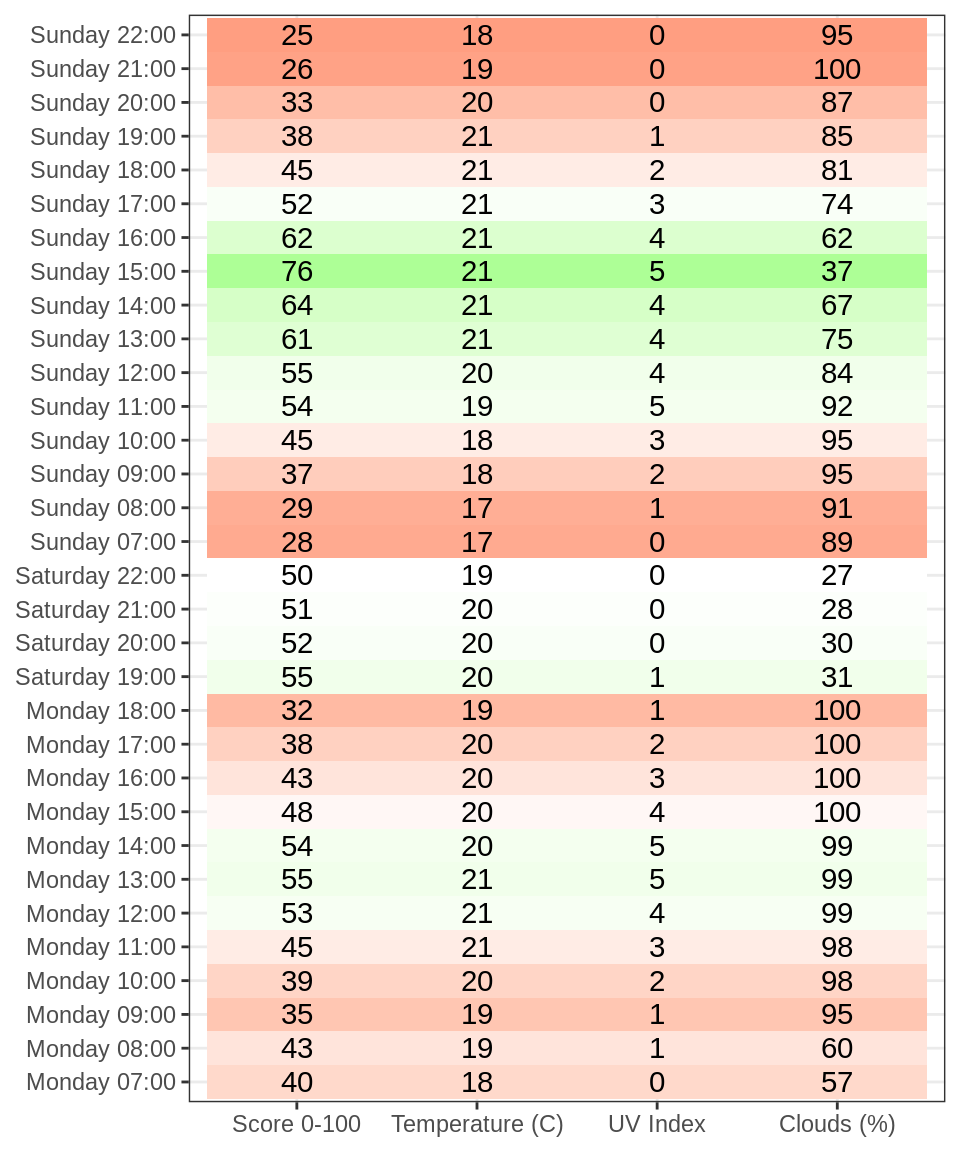 Sunday 22:00 25 18 0 95
Sunday 21:00 26 19 0 100
Sunday 20:00 33 20 0 87
Sunday 19:00 38 21 1 85
Sunday 18:00 45 21 2 81
Sunday 17:00 52 21 3 74
Sunday 16:00 62 21 4 62
Sunday 15:00 76 21 5 37
Sunday 14:00 64 21 4 67
Sunday 13:00 61 21 4 75
Sunday 12:00 55 20 4 84
Sunday 11:00 54 19 5 92
Sunday 10:00 45 18 3 95
Sunday 09:00 37 18 2 95
Sunday 08:00 29 17 1 91
Sunday 07:00 28 17 0 89
Saturday 22:00 50 19 0 27
Saturday 21:00 51 20 0 28
Saturday 20:00 52 20 0 30
Saturday 19:00 55 20 1 31
Monday 18:00 32 19 1 100
Monday 17:00 38 20 2 100
Monday 16:00 43 20 3 100
Monday 15:00 48 20 4 100
Monday 14:00 54 20 5 99
Monday 13:00 55 21 5 99
Monday 12:00 53 21 4 99
Monday 11:00 45 21 3 98
Monday 10:00 39 20 2 98
Monday 09:00 35 19 1 95
Monday 08:00 43 19 1 60
Monday 07:00 40 18 0 57
Score 0-100 Temperature (C) UV Index Clouds (%)